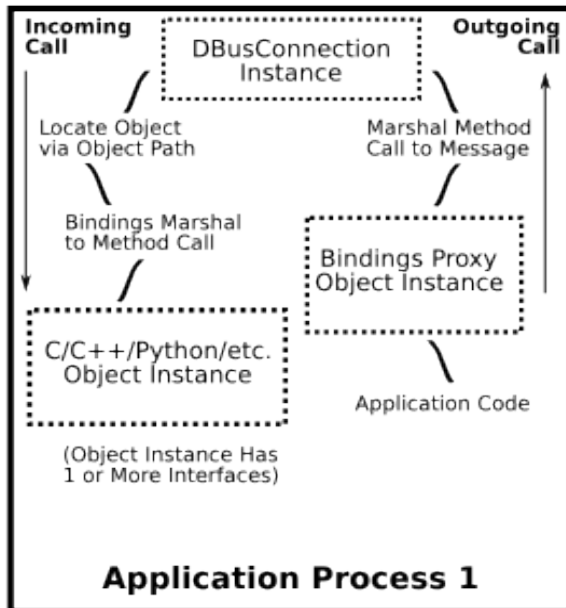 Incoming
Call
DBusConnection
Instance
Outgoing
Call
Locate Object
via Object Path
Marshal Method
Call to Message
Bindings Marshal
to Method Call
Bindings Proxy
Object Instance
C/C++/Python/etc.
Object Instance
Application Code
(Object Instance Has
1 or More Interfaces)
Application Process 1